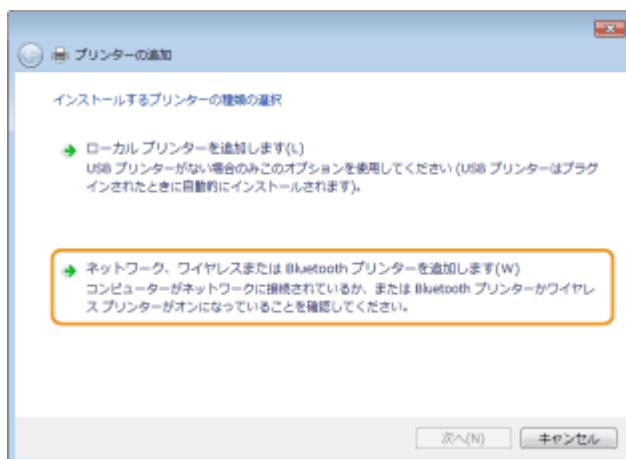 プリンターの追加
インストールするプリンターの種類の選択
ローカル プリンターを追加します(L)
USB プリンターがない場合のみこのオプションを使用してください (USB プリンターはプラグ
インされたときに自動的にインストールされます)。
ネットワーク、ワイヤレスまたは Bluetooth プリンターを追加します(W)
コンピューターがネットワークに接続されているか、または Bluetooth プリンターかワイヤレ
ス プリンターがオンになっていることを確認してください。
次へ(N) キャンセル